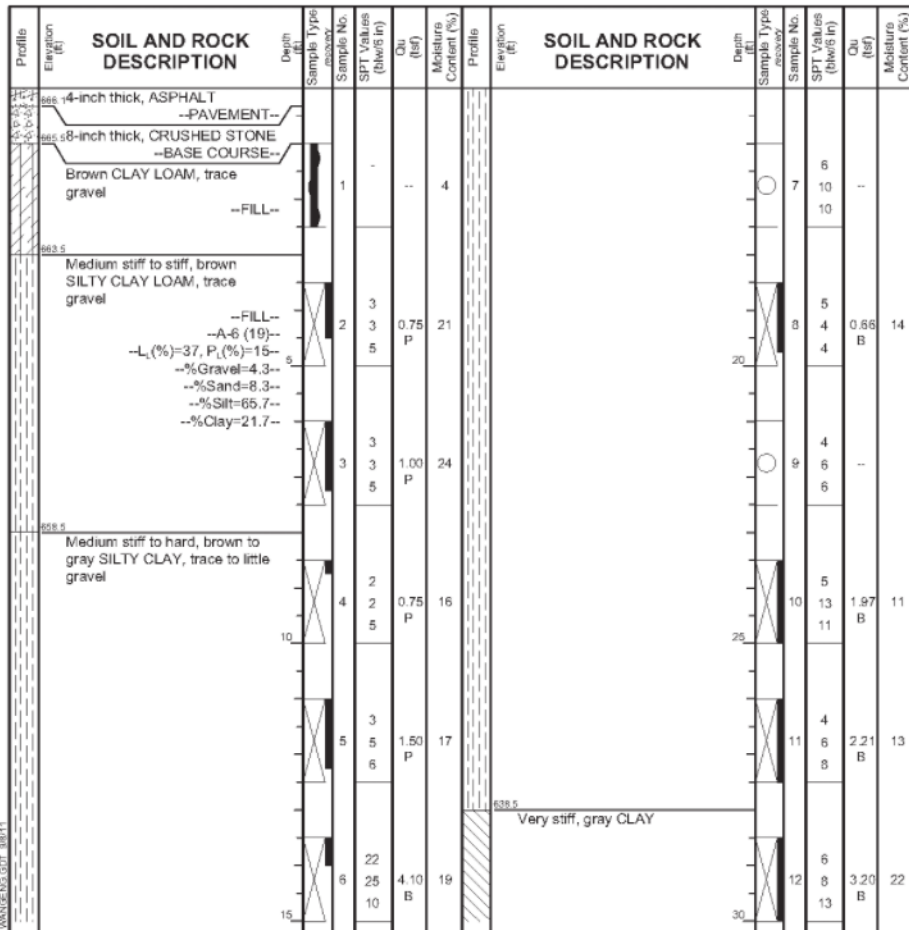 Profile
Elevation
(ft)
SOIL AND ROCK
DESCRIPTION
Depth
(ft)
Sample Type
recovery
Sample No.
SPT Values
(blw/6 in)
Qu
(tsf)
Moisture
Content (%)
Profile
Elevation
(ft)
SOIL AND ROCK
DESCRIPTION
Depth
(ft)
Sample Type
recovery
Sample No.
SPT Values
(blw/6 in)
Qu
(tsf)
Moisture
Content (%)
666.1
4-inch thick, ASPHALT
--PAVEMENT--
665.5
8-inch thick, CRUSHED STONE
--BASE COURSE--
Brown CLAY LOAM, trace
gravel
--FILL--
1
-
--
4
663.5
Medium stiff to stiff, brown
SILTY CLAY LOAM, trace
gravel
--FILL--
--A-6 (19)--
--LL(%)=37, PL(%)=15--
--%Gravel=4.3--
--%Sand=8.3--
--%Silt=65.7--
--%Clay=21.7--
5
2
3
3
5
0.75
P
21
3
3
3
5
1.00
P
24
658.5
Medium stiff to hard, brown to
gray SILTY CLAY, trace to little
gravel
4
2
2
5
0.75
P
16
10
5
3
5
6
1.50
P
17
6
22
25
10
4.10
B
19
15
7
6
10
10
--
8
5
4
4
0.66
B
14
20
9
4
6
6
--
10
5
13
11
1.97
B
11
25
11
4
6
8
2.21
B
13
638.5
Very stiff, gray CLAY
12
6
8
13
3.20
B
22
30